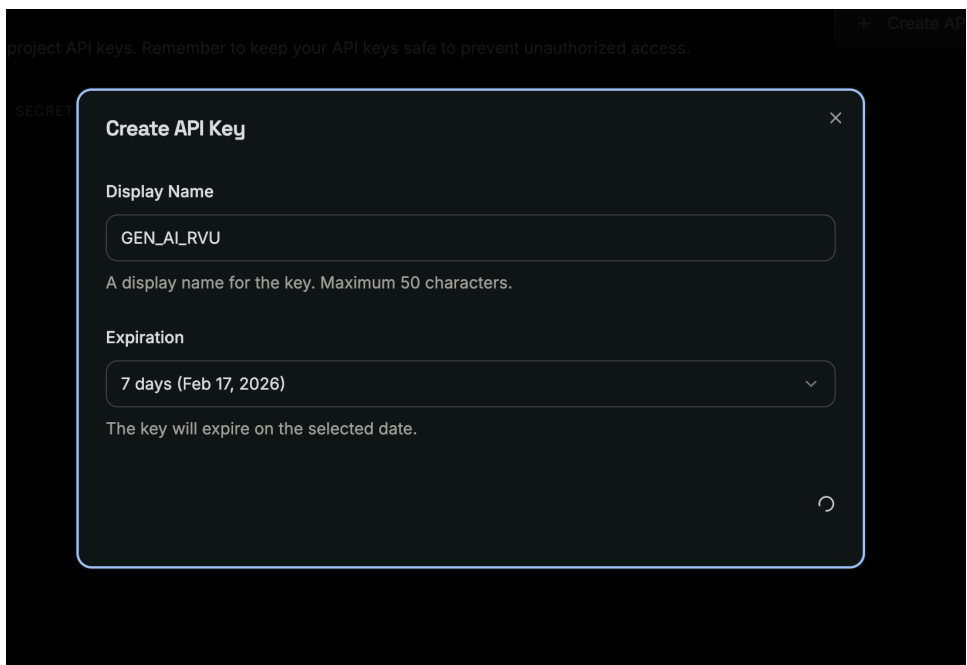 + Create AP
project API keys. Remember to keep your API keys safe to prevent unauthorized access.
SECRET
Create API Key
Display Name
GEN_AI_RVU
A display name for the key. Maximum 50 characters.
Expiration
7 days (Feb 17, 2026)
The key will expire on the selected date.